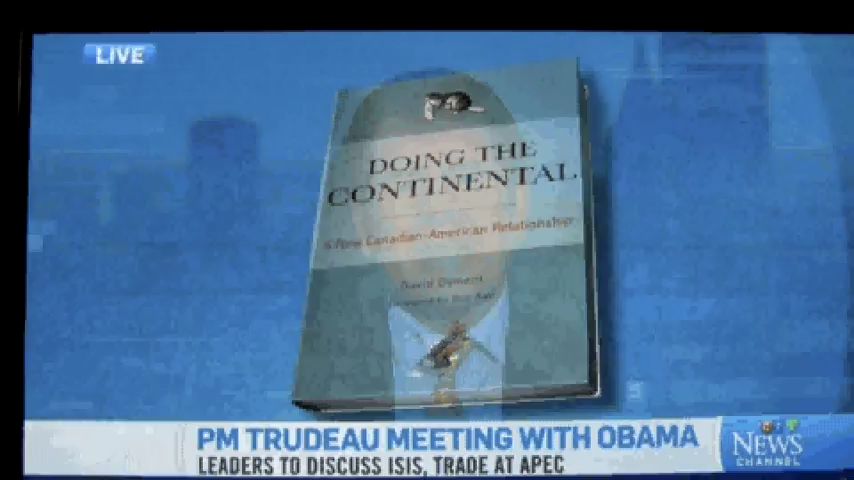 LIVE
DOING THE
CONTINENTAL
A New Canadian-American Relationship
David Dyment
PM TRUDEAU MEETING WITH OBAMA
LEADERS TO DISCUSS ISIS, TRADE AT APEC
CTV
NEWS
CHANNEL